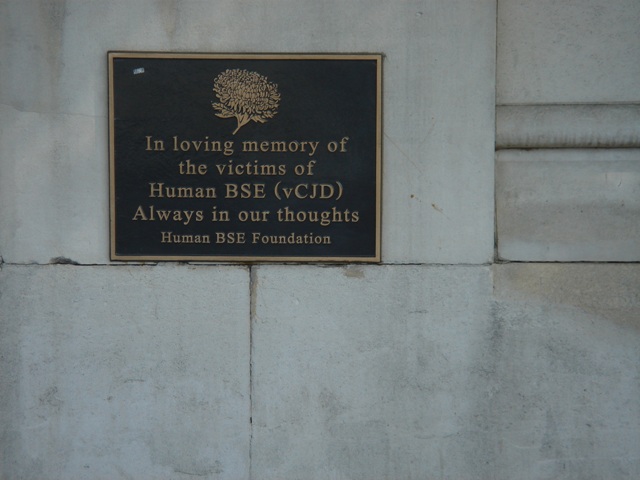 In loving memory of
the victims of
Human BSE (vCJD)
Always in our thoughts
Human BSE Foundation